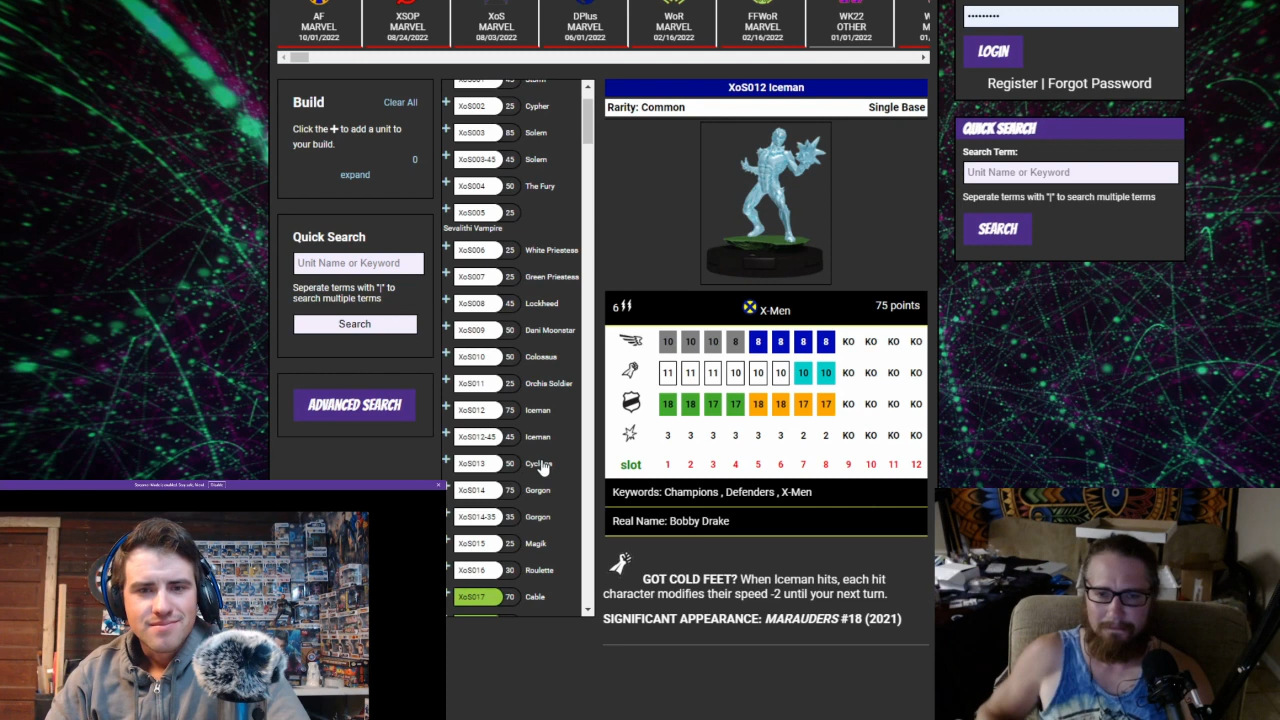 AF
MARVEL
10/01/2022
XSOP
MARVEL
08/24/2022
XoS
MARVEL
08/03/2022
DPlus
MARVEL
06/01/2022
WoR
MARVEL
02/16/2022
FFWoR
MARVEL
02/16/2022
WK22
OTHER
01/01/2022
Build
Clear All
Click the + to add a unit to
your build.
0
expand
Quick Search
Unit Name or Keyword
Seperate terms with "|" to
search multiple terms
Search
ADVANCED SEARCH
XoS002 25 Cypher
XoS003 85 Solem
XoS003-45 45 Solem
XoS004 50 The Fury
XoS005 25
Sevalithi Vampire
XoS006 25 White Priestess
XoS007 25 Green Priestess
XoS008 45 Lockheed
XoS009 50 Dani Moonstar
XoS010 50 Colossus
XoS011 25 Orchis Soldier
XoS012 75 Iceman
XoS012-45 45 Iceman
XoS013 50
XoS014 75 Gorgon
XoS014-35 35 Gorgon
XoS015 25 Magik
XoS016 30 Roulette
XoS017 70 Cable
XoS012 Iceman
Rarity: Common Single Base
6 X-Men 75 points
10 10 10 8 8 8 8 8 KO KO KO KO
11 11 11 10 10 10 10 10 KO KO KO KO
18 18 17 17 18 18 17 17 KO KO KO KO
3 3 3 3 3 3 2 2 KO KO KO KO
slot 1 2 3 4 5 6 7 8 9 10 11 12
Keywords: Champions , Defenders , X-Men
Real Name: Bobby Drake
GOT COLD FEET? When Iceman hits, each hit
character modifies their speed -2 until your next turn.
SIGNIFICANT APPEARANCE: MARAUDERS #18 (2021)
LOGIN
Register | Forgot Password
QUICK SEARCH
Search Term:
Unit Name or Keyword
Seperate terms with "|" to search multiple terms
SEARCH